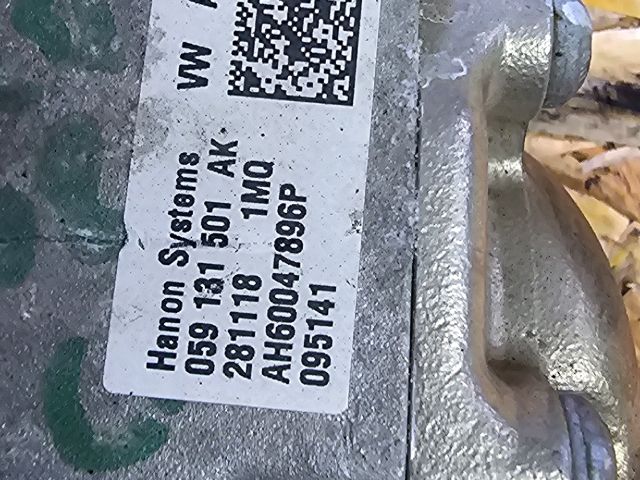 VW
Hanon Systems
059 131 501 AK
281118 1MQ
AH60047896P
095141